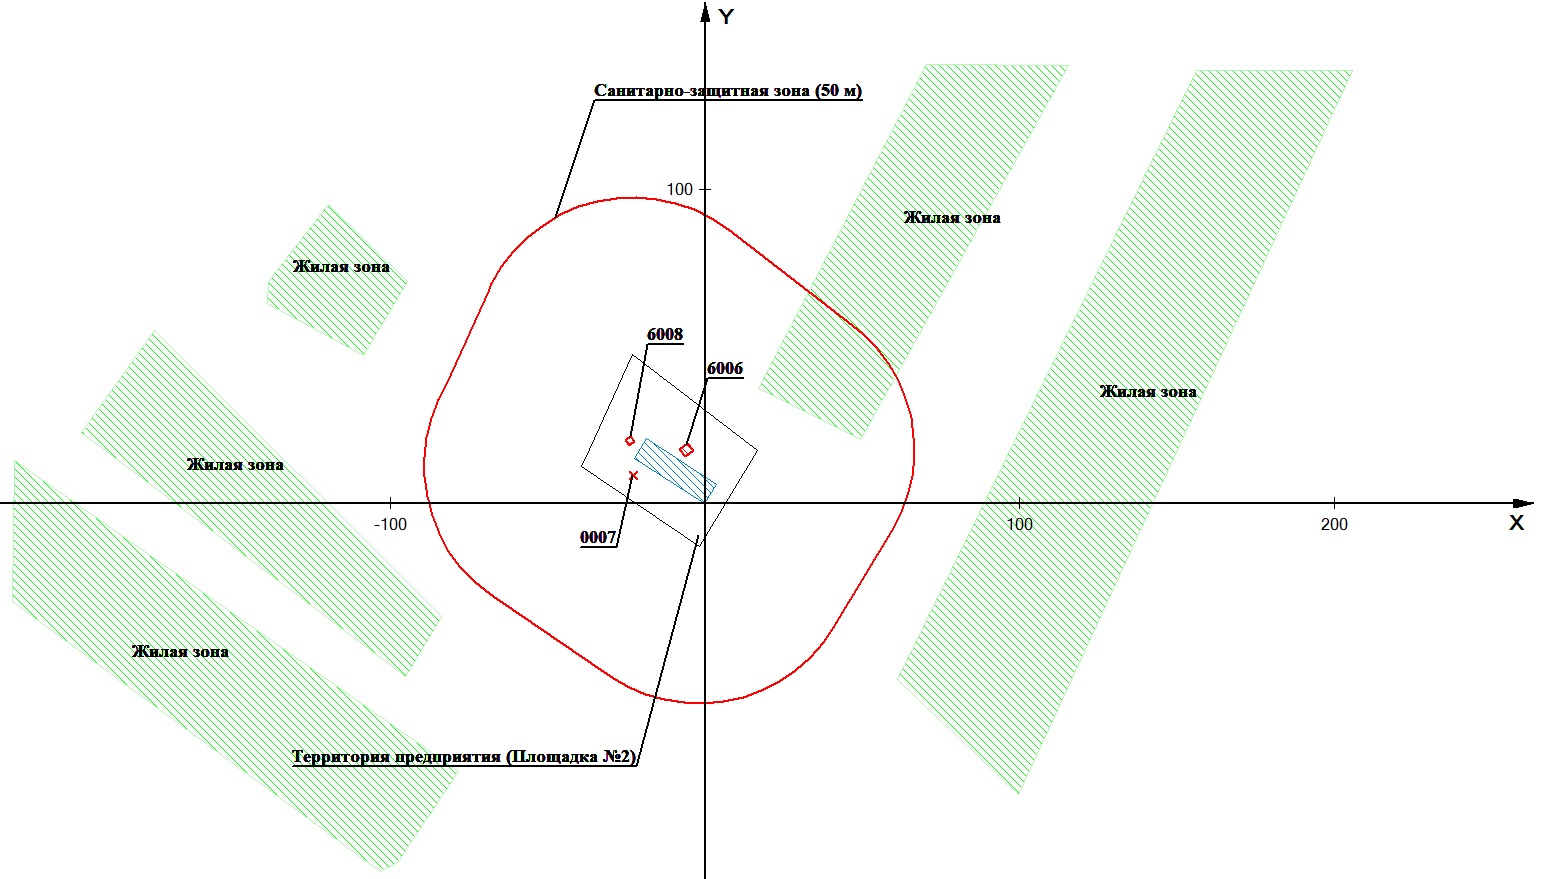 Y
Санитарно-защитная зона (50 м)
100
Жилая зона
Жилая зона
6008
6006
Жилая зона
Жилая зона
-100
100
200
X
0007
Жилая зона
Территория предприятия (Площадка №2)